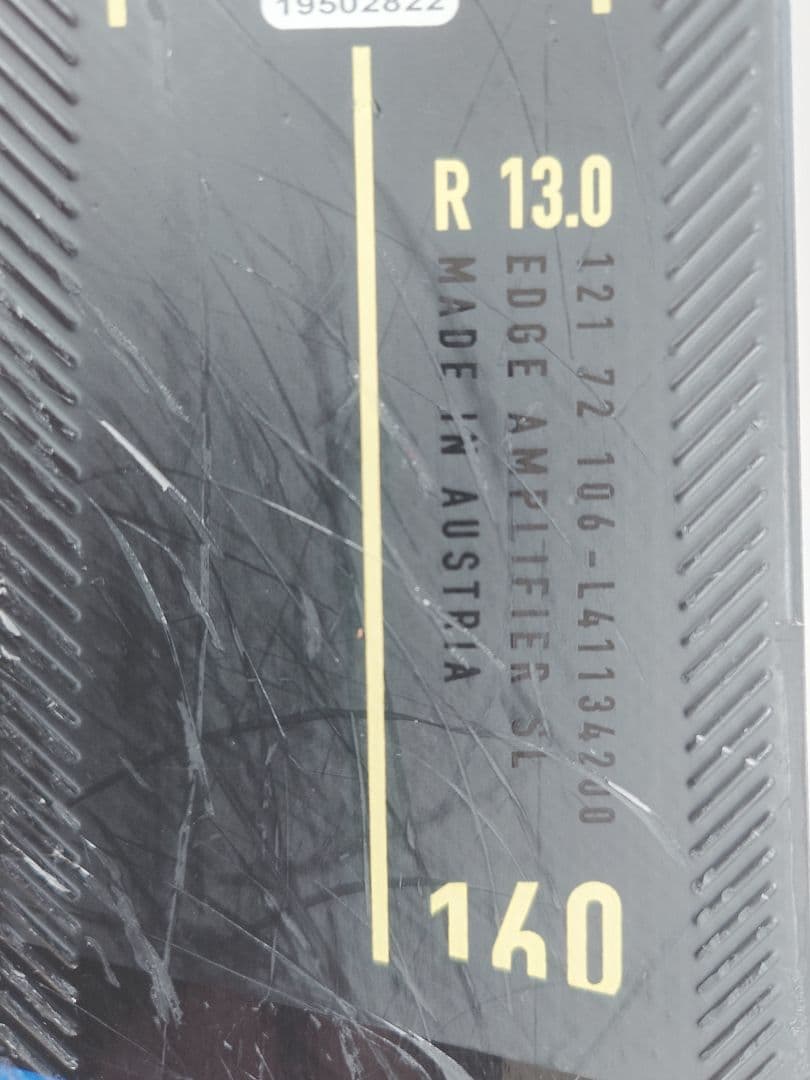 19502822
R 13.0
121 72 106-L41134200
EDGE AMPLIFIER SL
MADE IN AUSTRIA
160